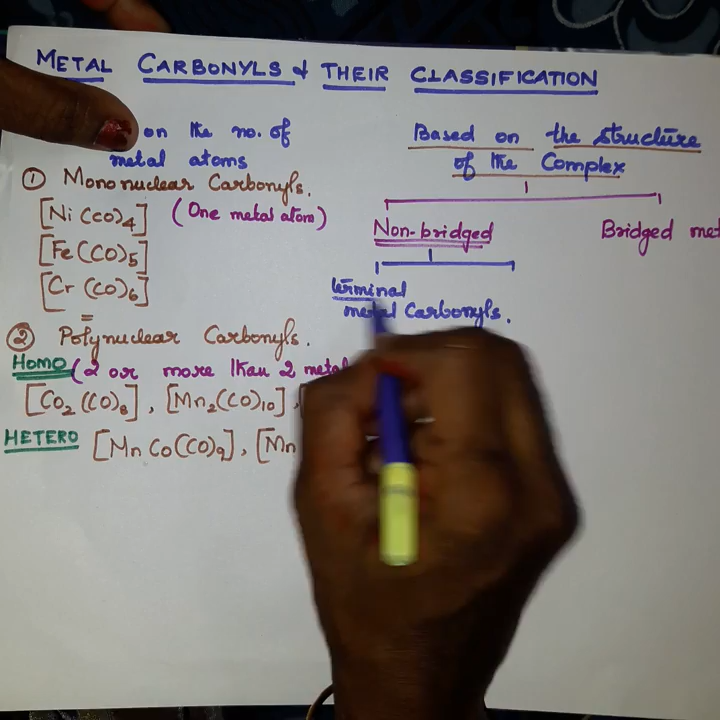 METAL CARBONYLS & THEIR CLASSIFICATION
on the no. of
metal atoms
① Mononuclear Carbonyls.
[Ni(CO)4] (One metal atom)
[Fe(CO)5]
[Cr(CO)6]
② Polynuclear Carbonyls.
HOMO (2 or more than 2 metal
[Co2(CO)8], [Mn2(CO)10], [
HETERO [MnCo(CO)9], [Mn
Based on the structure
of the Complex
Non-bridged Bridged met
terminal
metal Carbonyls.